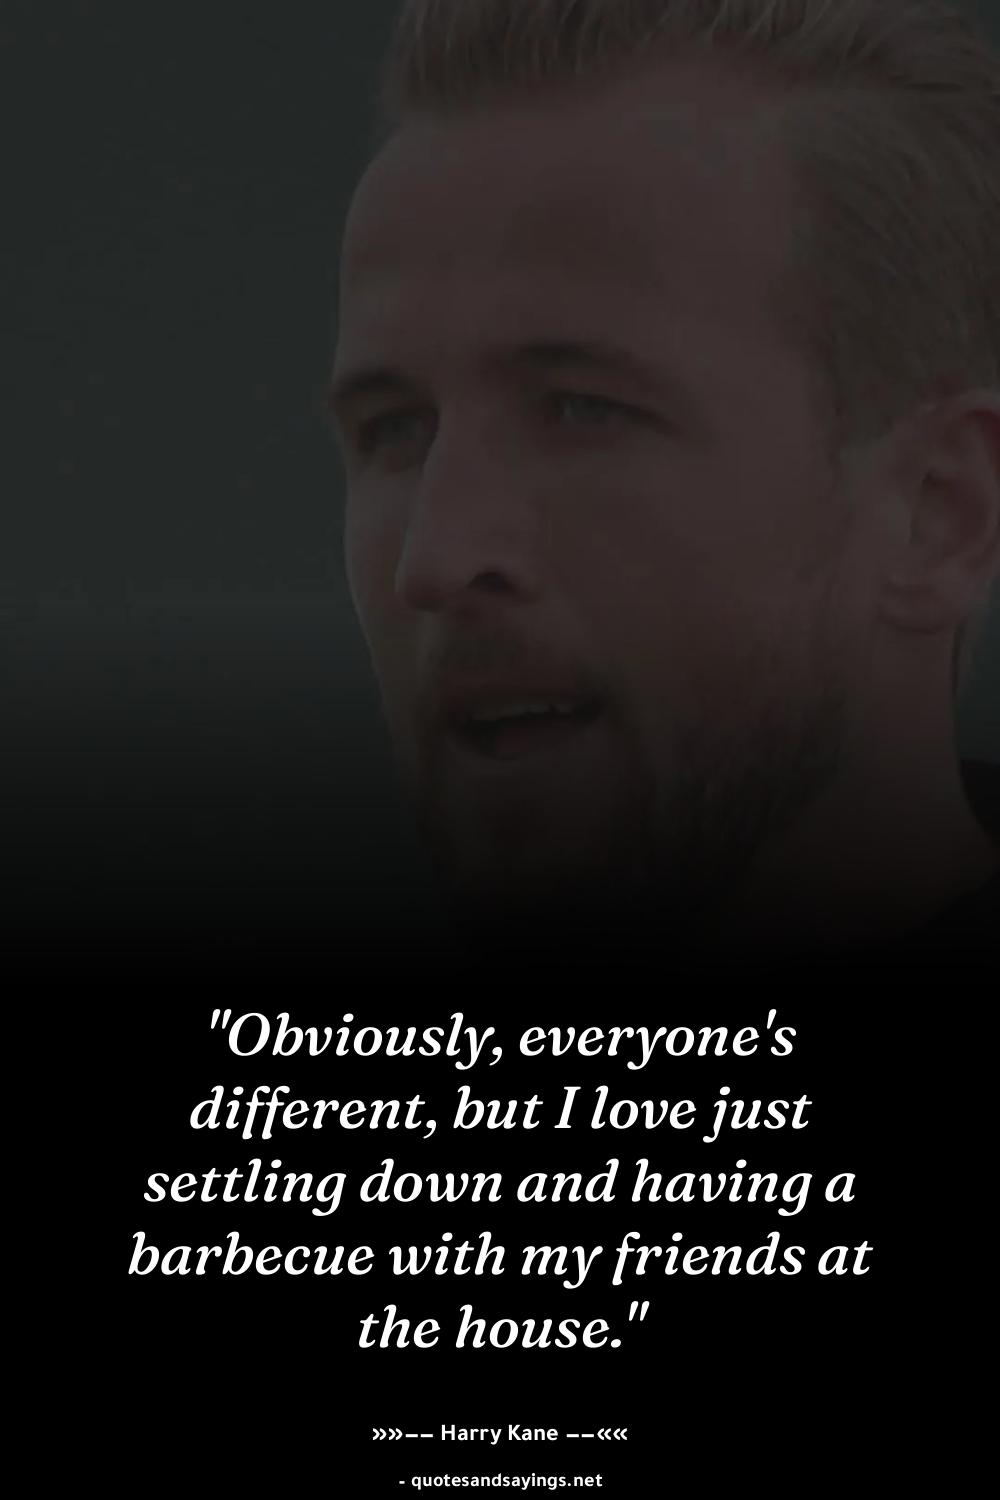 "Obviously, everyone's
different, but I love just
settling down and having a
barbecue with my friends at
the house."
»»−− Harry Kane −−««
- quotesandsayings.net